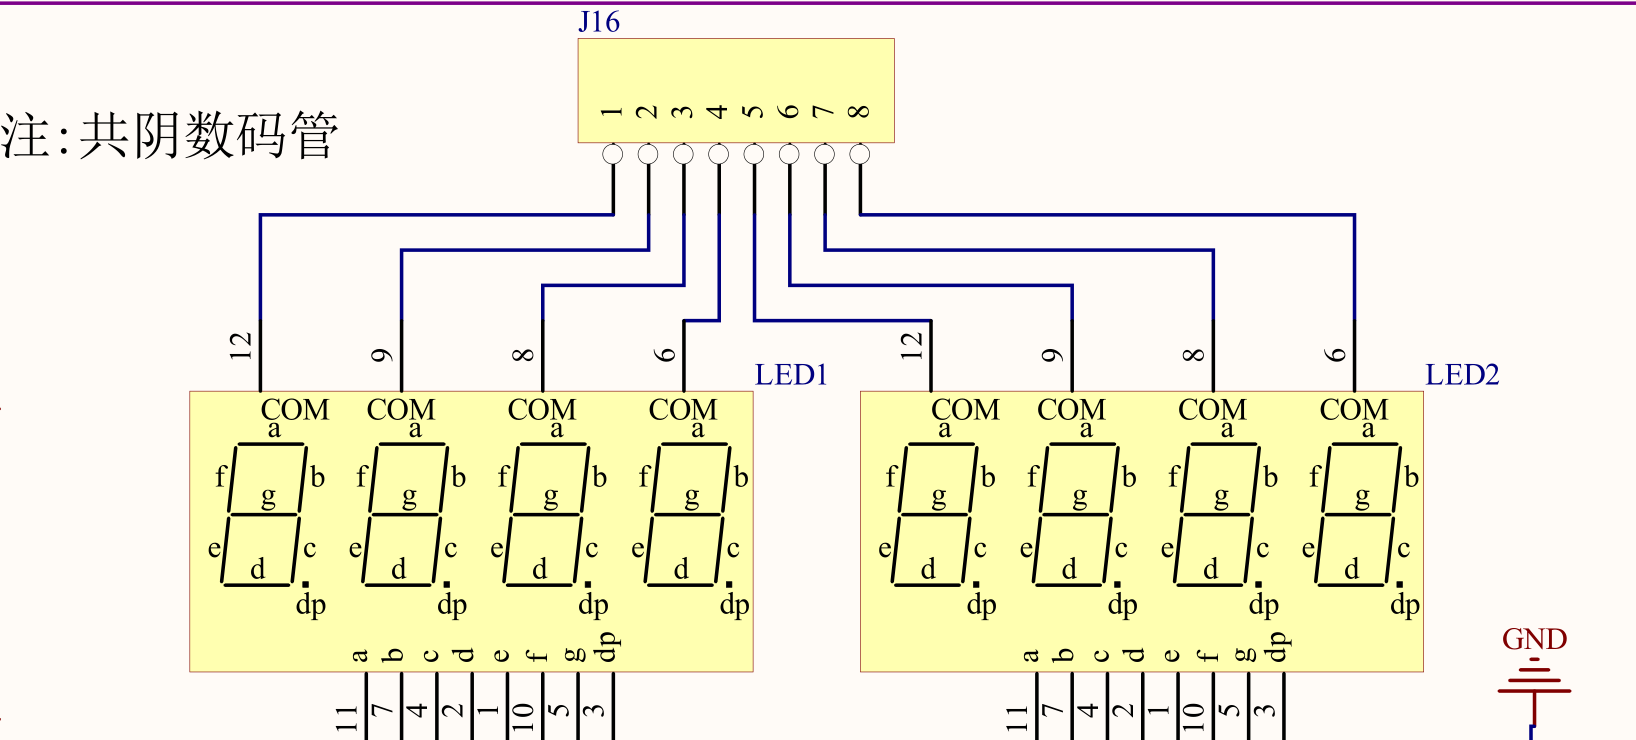 J16
1 2 3 4 5 6 7 8
注:共阴数码管
12 9 8 6 12 9 8 6
LED1 LED2
COM COM COM COM COM COM COM COM
a a a a a a a a
f b f b f b f b f b f b f b f b
g g g g g g g g
e c e c e c e c e c e c e c e c
d d d d d d d d
dp dp dp dp dp dp dp dp
a b c d e f g dp a b c d e f g dp
GND
11 7 4 2 1 10 5 3 11 7 4 2 1 10 5 3